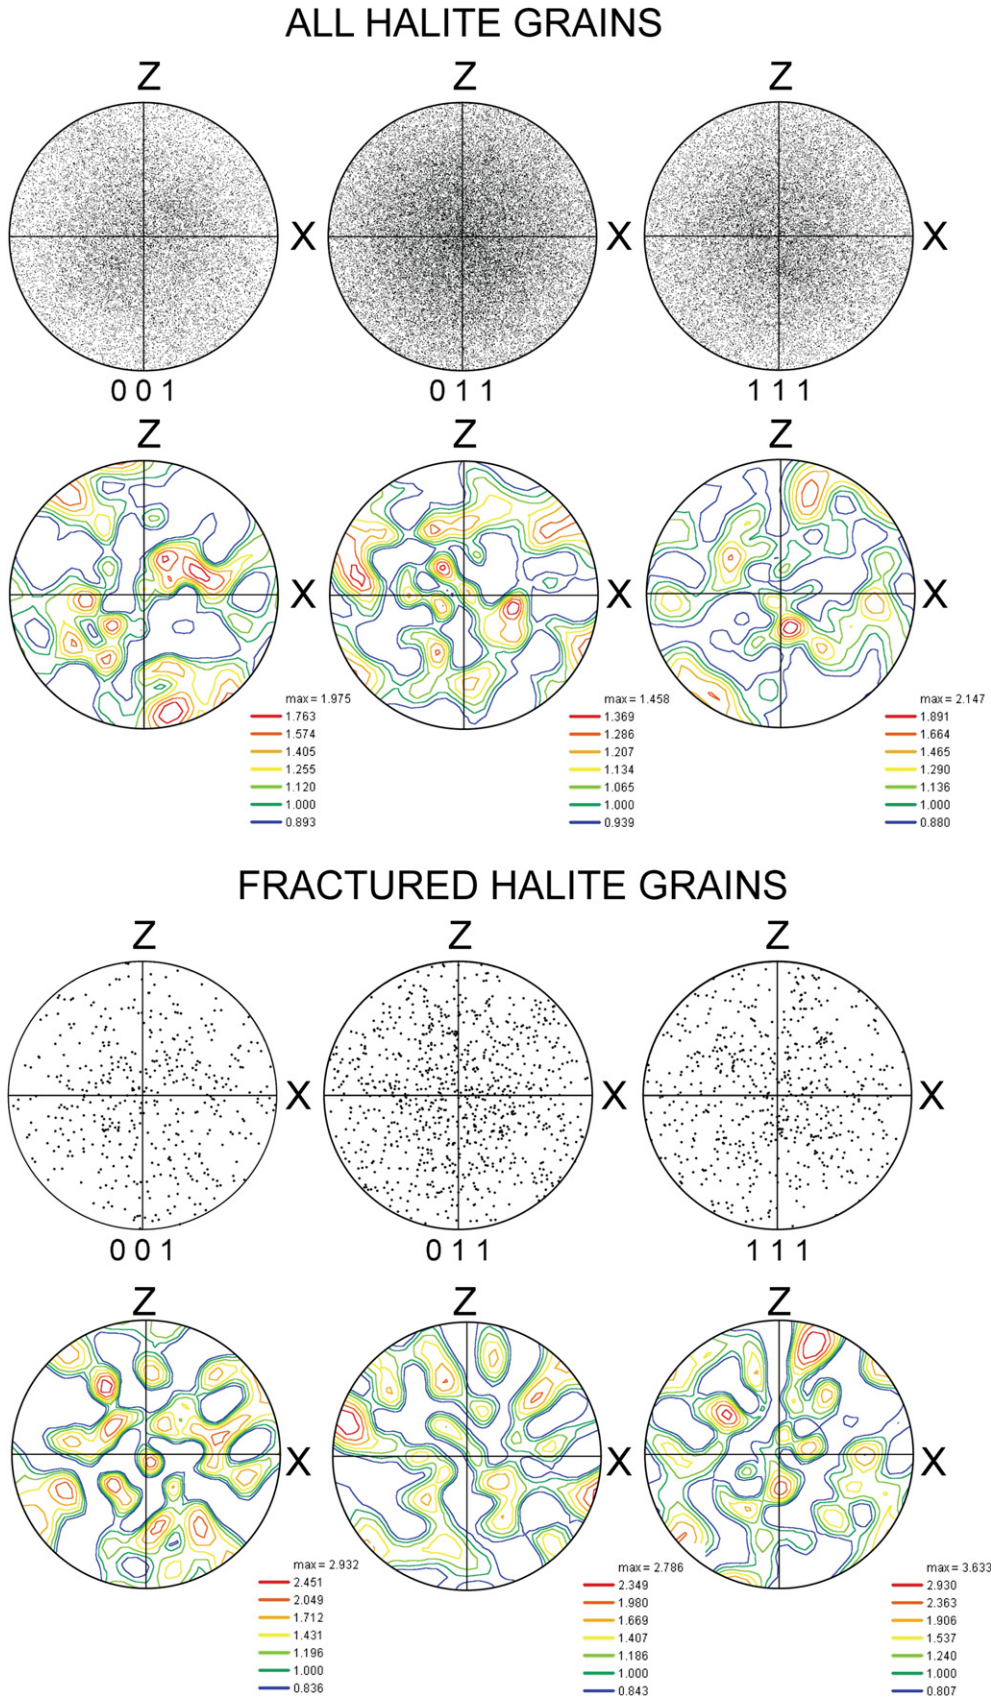 ALL HALITE GRAINS
Z Z Z
X X X
0 0 1 0 1 1 1 1 1
Z Z Z
X X X
max = 1.975 max = 1.458 max = 2.147
1.763 1.369 1.891
1.574 1.286 1.664
1.405 1.207 1.465
1.255 1.134 1.290
1.120 1.065 1.136
1.000 1.000 1.000
0.893 0.939 0.880
FRACTURED HALITE GRAINS
Z Z Z
X X X
0 0 1 0 1 1 1 1 1
Z Z Z
X X X
max = 2.932 max = 2.786 max = 3.633
2.451 2.349 2.930
2.049 1.980 2.363
1.712 1.669 1.906
1.431 1.407 1.537
1.196 1.186 1.240
1.000 1.000 1.000
0.836 0.843 0.807